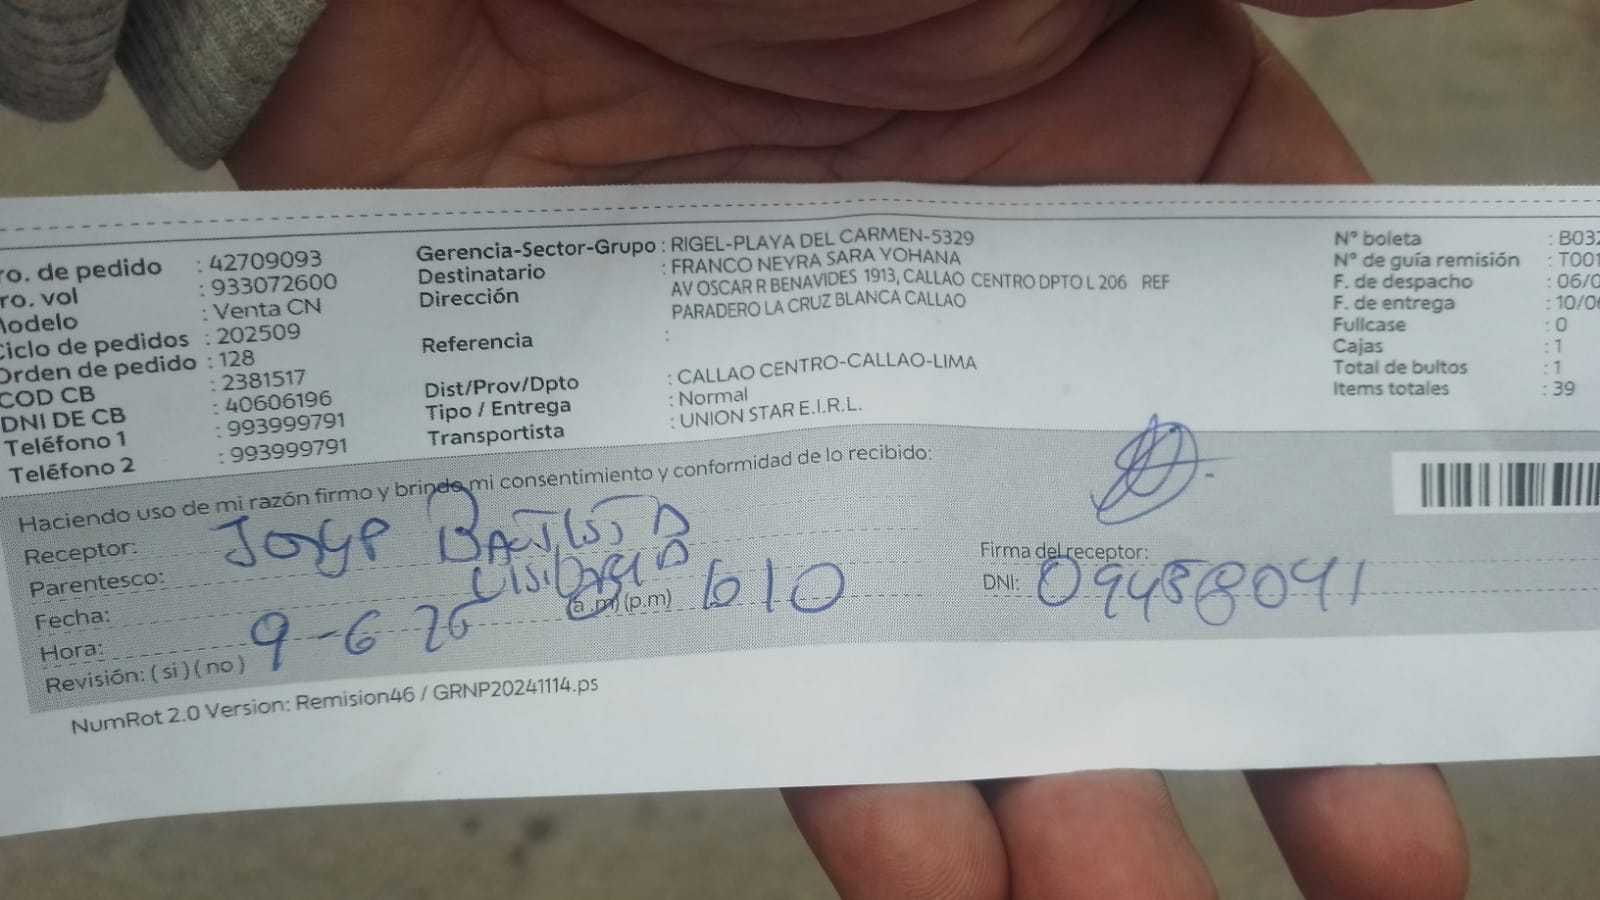 ro. de pedido : 42709093
ro. vol : 933072600
Modelo : Venta CN
Ciclo de pedidos : 202509
Orden de pedido : 128
COD CB : 2381517
DNI DE CB : 40606196
Teléfono 1 : 993999791
Teléfono 2 : 993999791
Gerencia-Sector-Grupo : RIGEL-PLAYA DEL CARMEN-5329
Destinatario : FRANCO NEYRA SARA YOHANA
Dirección : AV OSCAR R BENAVIDES 1913, CALLAO CENTRO DPTO L 206 REF
PARADERO LA CRUZ BLANCA CALLAO
Referencia :
Dist/Prov/Dpto : CALLAO CENTRO-CALLAO-LIMA
Tipo / Entrega : Normal
Transportista : UNION STAR E.I.R.L.
N° boleta : B032
N° de guía remisión : T001
F. de despacho : 06/0
F. de entrega : 10/06
Fullcase : 0
Cajas : 1
Total de bultos : 1
Items totales : 39
Haciendo uso de mi razón firmo y brindo mi consentimiento y conformidad de lo recibido:
Receptor: Jorge Bautista
Parentesco:
Fecha:
Hora: (a.m) (p.m) 610
9-6
Revisión: ( si ) ( no )
Firma del receptor:
DNI: 09458041
NumRot 2.0 Version: Remision46 / GRNP20241114.ps